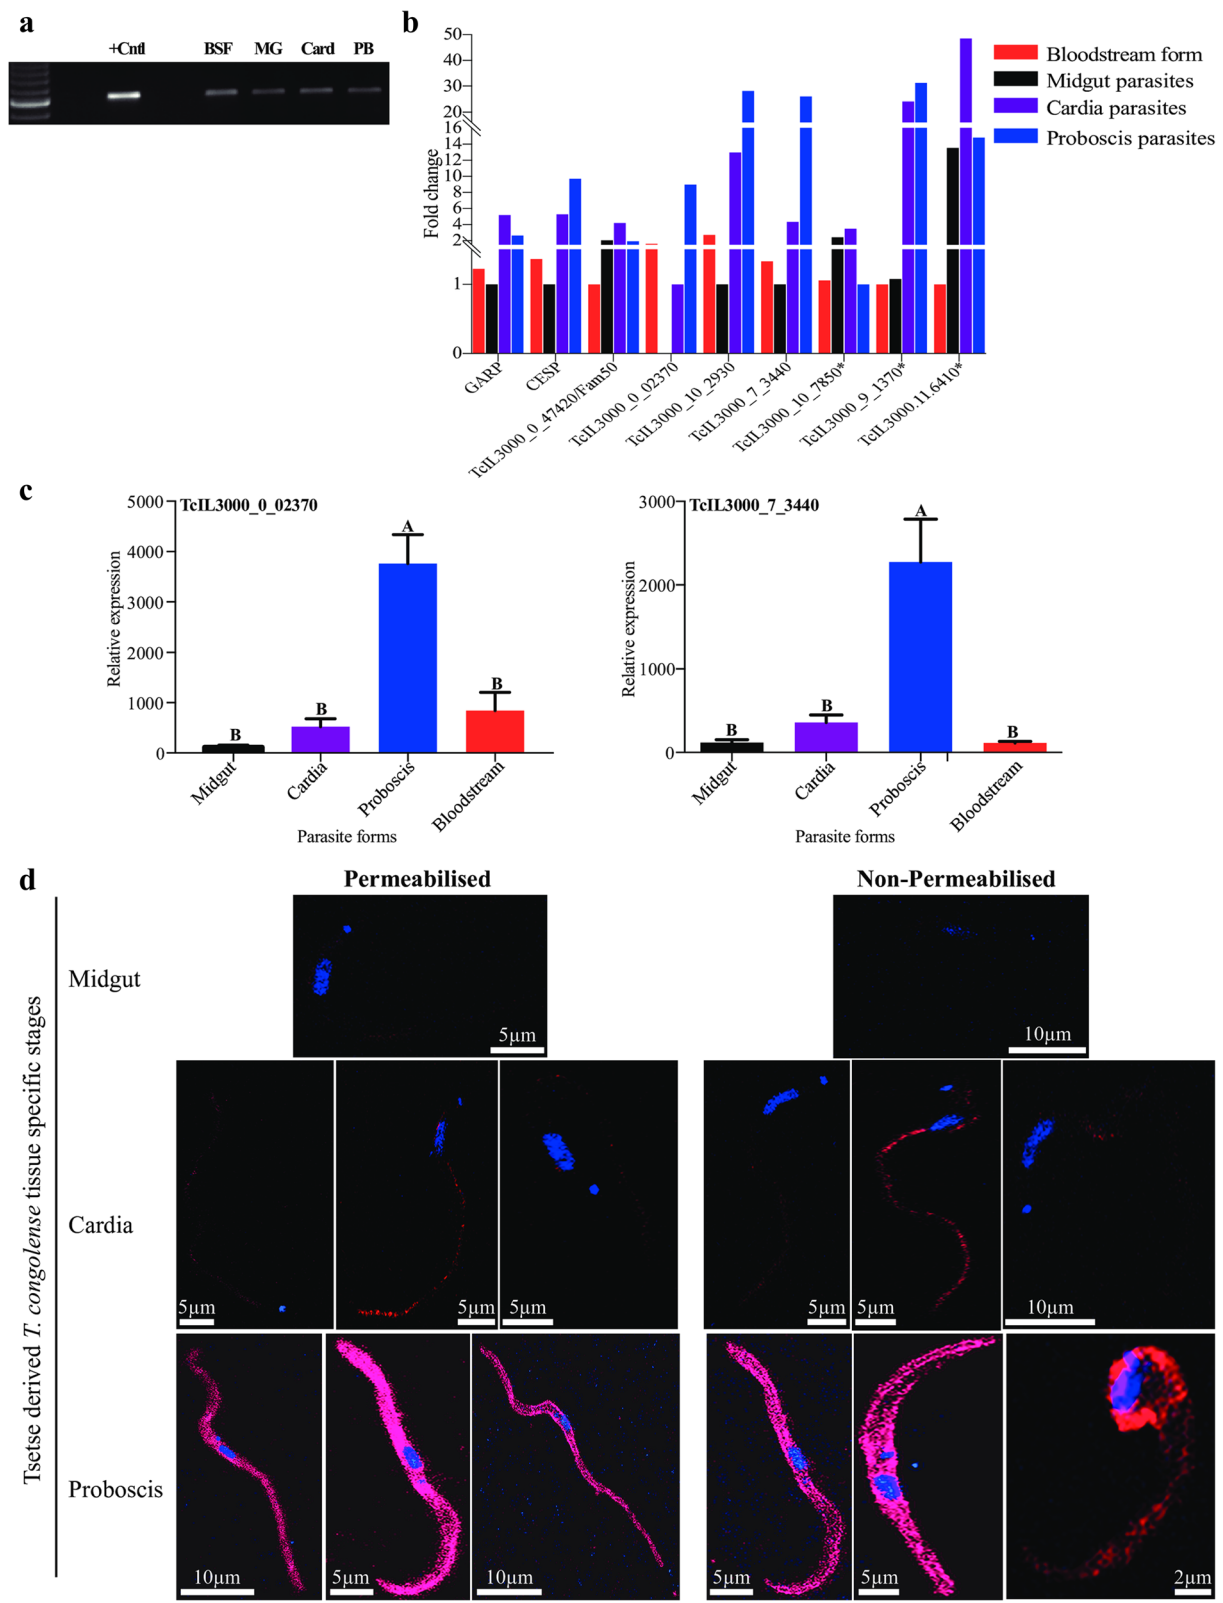 a
+Cntl BSF MG Card PB
b
Fold change
50
40
30
20
16
14
12
10
8
6
4
2
1
0
GARP
CESP
TcIL3000_0_47420/Fam50
TcIL3000_0_02370
TcIL3000_10_2930
TcIL3000_7_3440
TcIL3000_10_7850*
TcIL3000_9_1370*
TcIL3000.11.6410*
Bloodstream form
Midgut parasites
Cardia parasites
Proboscis parasites
c
TcIL3000_0_02370
Relative expression
5000
4000
3000
2000
1000
0
B
B
A
B
Midgut
Cardia
Proboscis
Bloodstream
Parasite forms
TcIL3000_7_3440
Relative expression
3000
2000
1000
0
B
B
A
B
Midgut
Cardia
Proboscis
Bloodstream
Parasite forms
d
Permeabilised
Non-Permeabilised
Tsetse derived T. congolense tissue specific stages
Midgut
5µm
10µm
Cardia
5µm
5µm
5µm
5µm
5µm
10µm
Proboscis
10µm
5µm
10µm
5µm
5µm
2µm